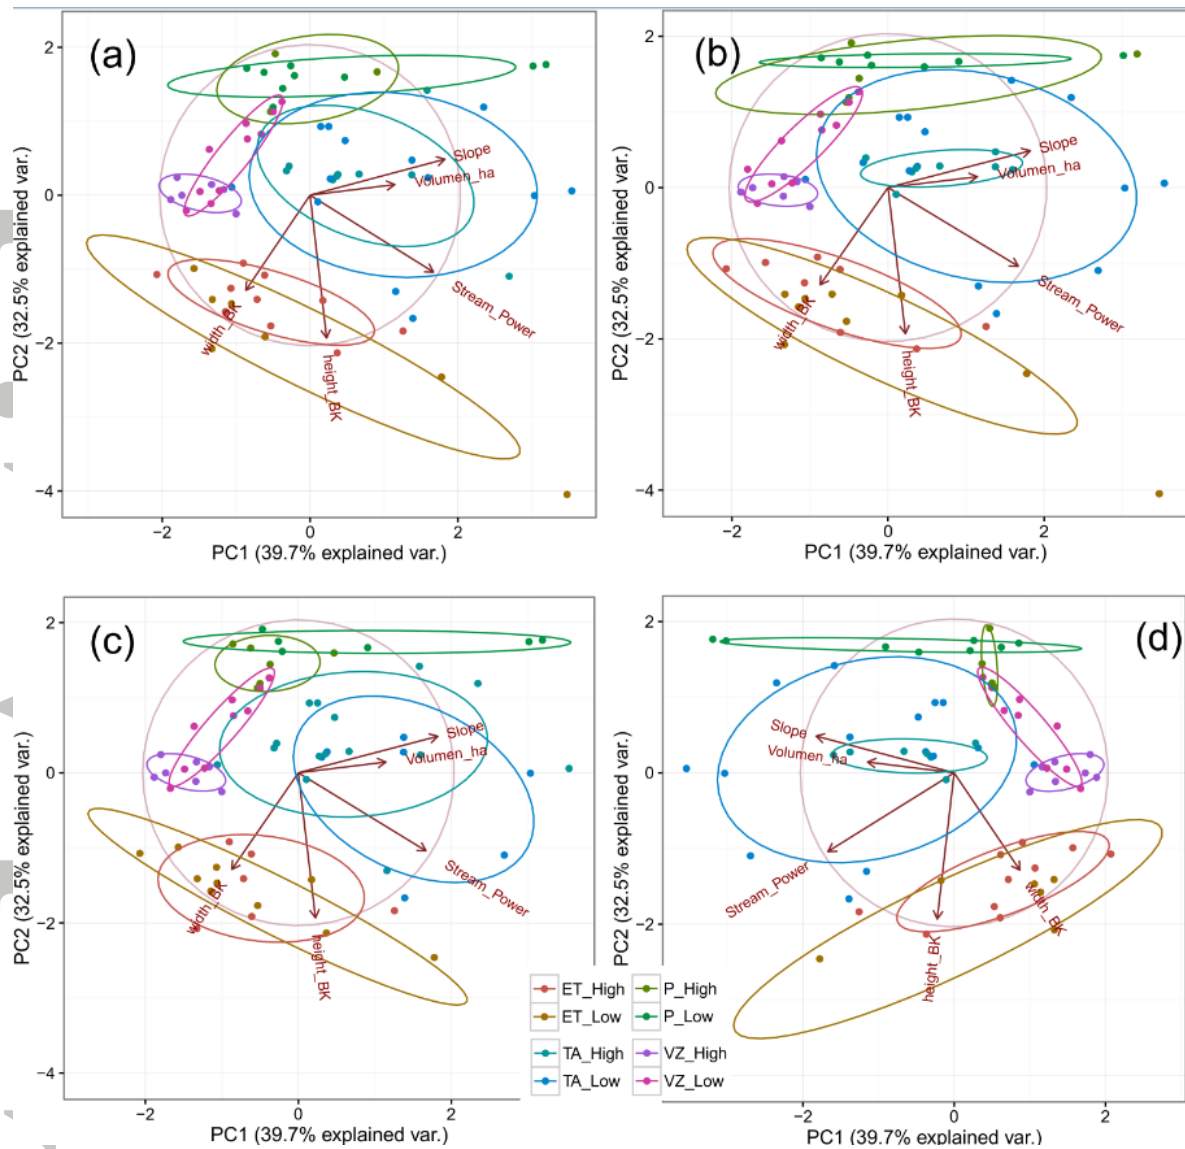 (a)
2
0
−2
−4
PC2 (32.5% explained var.)
Slope
Volumen_ha
Stream_Power
width_BK
height_BK
−2
0
2
PC1 (39.7% explained var.)
(b)
2
0
−2
−4
PC2 (32.5% explained var.)
Slope
Volumen_ha
Stream_Power
width_BK
height_BK
−2
0
2
PC1 (39.7% explained var.)
(c)
2
0
−2
−4
PC2 (32.5% explained var.)
Slope
Volumen_ha
Stream_Power
width_BK
height_BK
−2
0
2
PC1 (39.7% explained var.)
(d)
2
0
−2
PC2 (32.5% explained var.)
Slope
Volumen_ha
Stream_Power
width_BK
height_BK
−2
0
2
PC1 (39.7% explained var.)
ET_High
P_High
ET_Low
P_Low
TA_High
VZ_High
TA_Low
VZ_Low